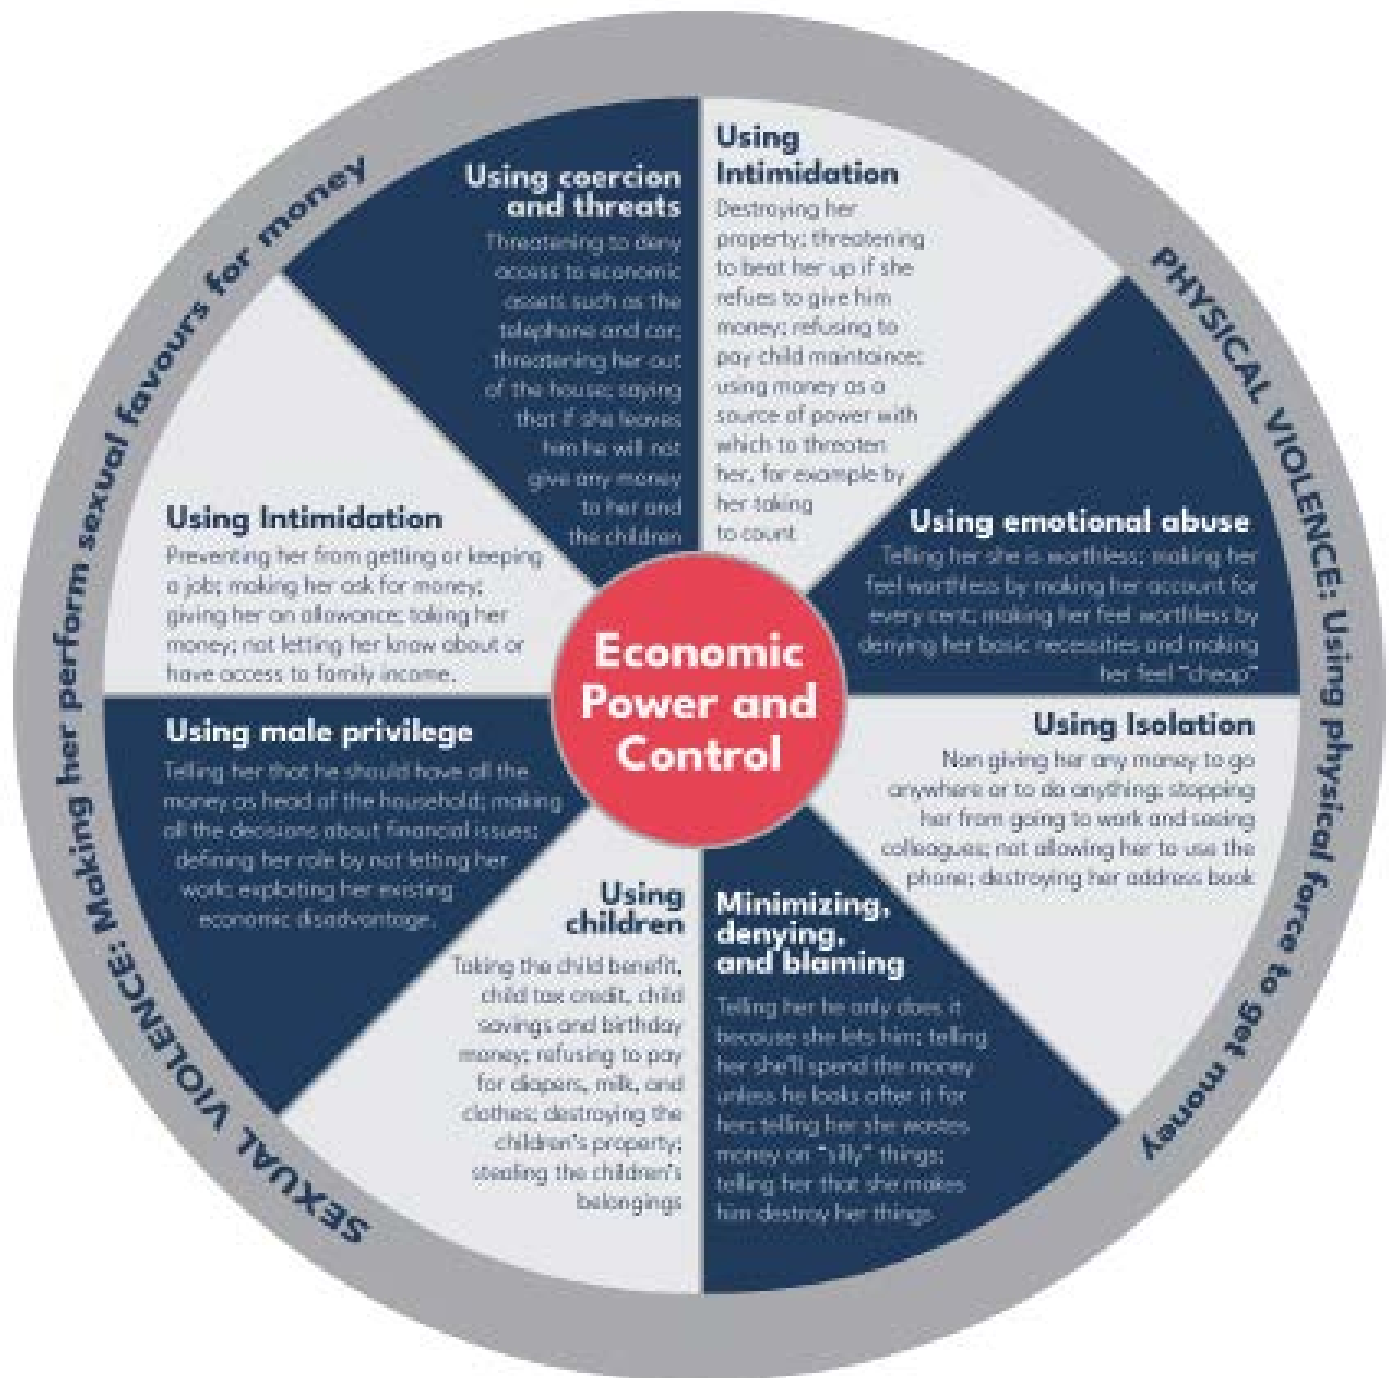 Economic
Power and
Control
Using
Intimidation
Destroying her
property; threatening
to beat her up if she
refues to give him
money; refusing to
pay child maintaince;
using money as a
source of power with
which to threaten
her, for example by
her taking
to count
Using emotional abuse
Telling her she is worthless; making her
feel worthless by making her account for
every cent; making her feel worthless by
denying her basic necessities and making
her feel "cheap"
Using Isolation
Non giving her any money to go
anywhere or to do anything; stopping
her from going to work and seeing
colleagues; not allowing her to use the
phone; destroying her address book
Minimizing,
denying,
and blaming
Telling her he only does it
because she lets him; telling
her she'll spend the money
unless he looks after it for
her; telling her she wastes
money on "silly" things;
telling her that she makes
him destroy her things.
Using
children
Taking the child benefit,
child tax credit, child
savings and birthday
money; refusing to pay
for diapers, milk, and
clothes; destroying the
children's property;
stealing the children's
belongings
Using male privilege
Telling her that he should have all the
money as head of the household; making
all the decisions about financial issues;
defining her role by not letting her
work; exploiting her existing
economic disadvantage.
Using Intimidation
Preventing her from getting or keeping
a job; making her ask for money;
giving her an allowance; taking her
money; not letting her know about or
have access to family income.
Using coercion
and threats
Threatening to deny
access to economic
assets such as the
telephone and car;
threatening her out
of the house; saying
that if she leaves
him he will not
give any money
to her and
the children
PHYSICAL VIOLENCE: Using physical force to get money
SEXUAL VIOLENCE: Making her perform sexual favours for money